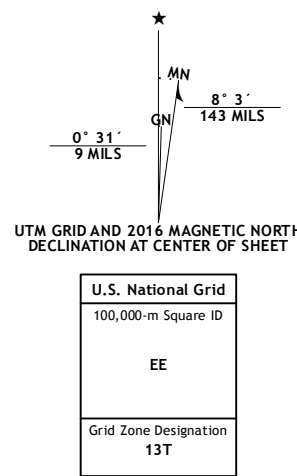 ★
MN
GN
8° 3´
143 MILS
0° 31´
9 MILS
UTM GRID AND 2016 MAGNETIC NORTH
DECLINATION AT CENTER OF SHEET
U.S. National Grid
100,000-m Square ID
EE
Grid Zone Designation
13T